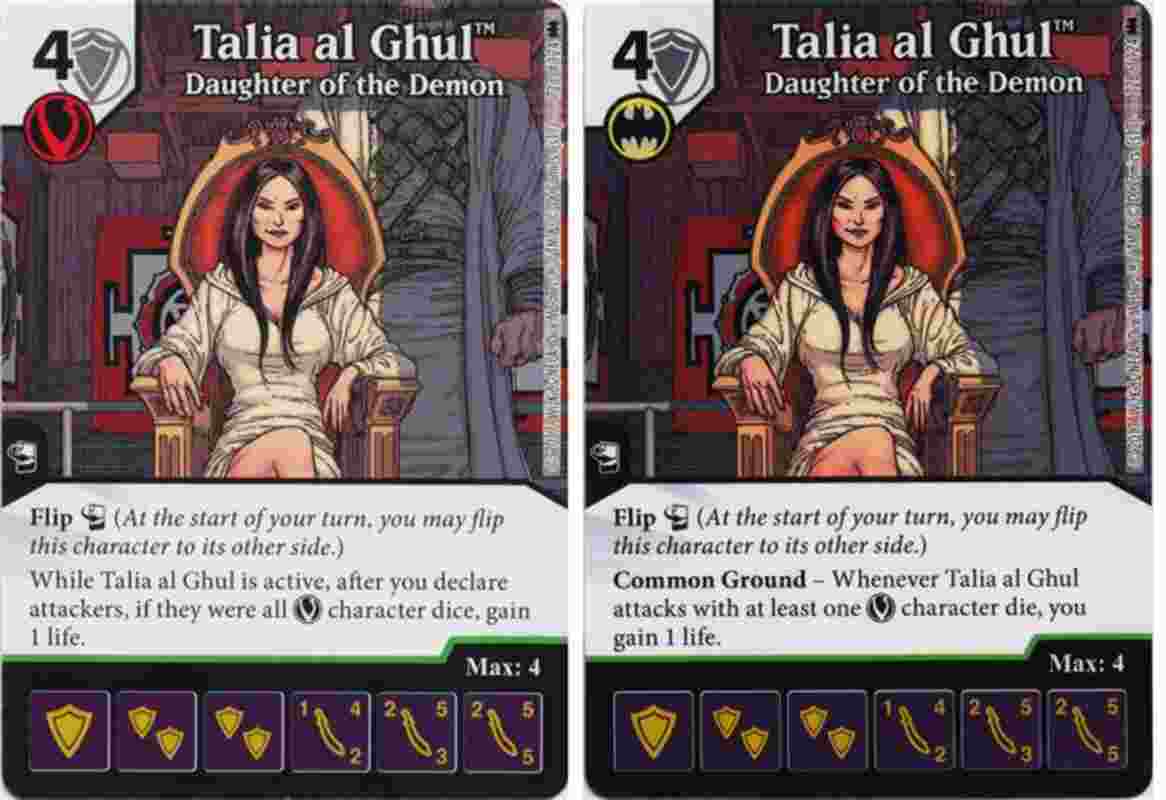 4
Talia al Ghul™
Daughter of the Demon
Flip (At the start of your turn, you may flip
this character to its other side.)
While Talia al Ghul is active, after you declare
attackers, if they were all character dice, gain
1 life.
Max: 4
1 4
2
2 5
3
2 5
5
4
Talia al Ghul™
Daughter of the Demon
Flip (At the start of your turn, you may flip
this character to its other side.)
Common Ground – Whenever Talia al Ghul
attacks with at least one character die, you
gain 1 life.
Max: 4
1 4
2
2 5
3
2 5
5